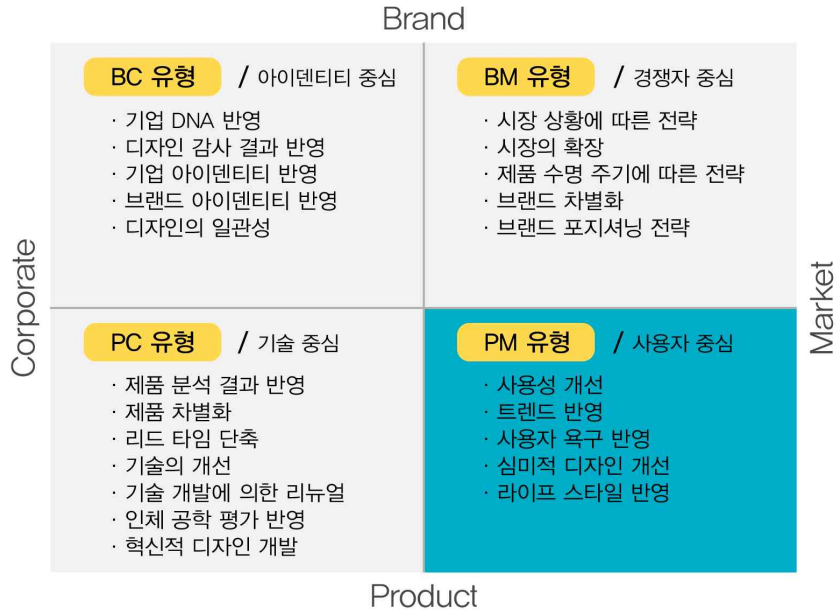 Brand
BC 유형 / 아이덴티티 중심
· 기업 DNA 반영
· 디자인 감사 결과 반영
· 기업 아이덴티티 반영
· 브랜드 아이덴티티 반영
· 디자인의 일관성
BM 유형 / 경쟁자 중심
· 시장 상황에 따른 전략
· 시장의 확장
· 제품 수명 주기에 따른 전략
· 브랜드 차별화
· 브랜드 포지셔닝 전략
Corporate
Market
PC 유형 / 기술 중심
· 제품 분석 결과 반영
· 제품 차별화
· 리드 타임 단축
· 기술의 개선
· 기술 개발에 의한 리뉴얼
· 인체 공학 평가 반영
· 혁신적 디자인 개발
PM 유형 / 사용자 중심
· 사용성 개선
· 트렌드 반영
· 사용자 욕구 반영
· 심미적 디자인 개선
· 라이프 스타일 반영
Product